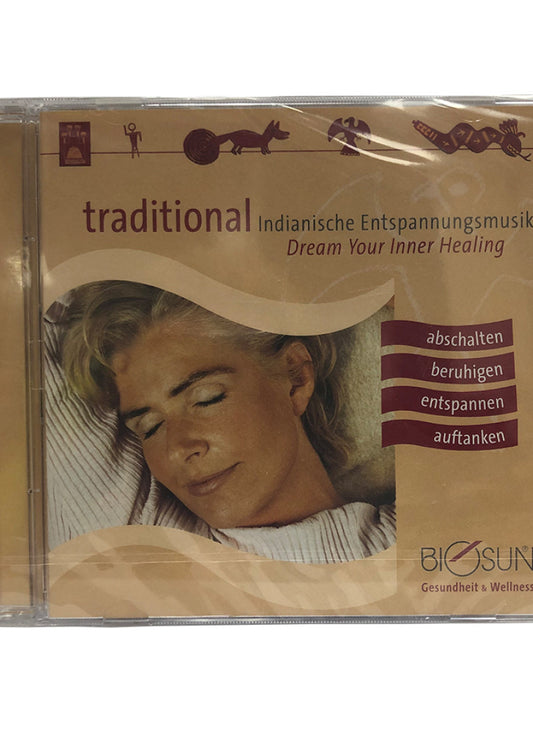 traditional Indianische Entspannungsmusik
Dream Your Inner Healing
abschalten
beruhigen
entspannen
auftanken
BIOSUN®
Gesundheit & Wellness